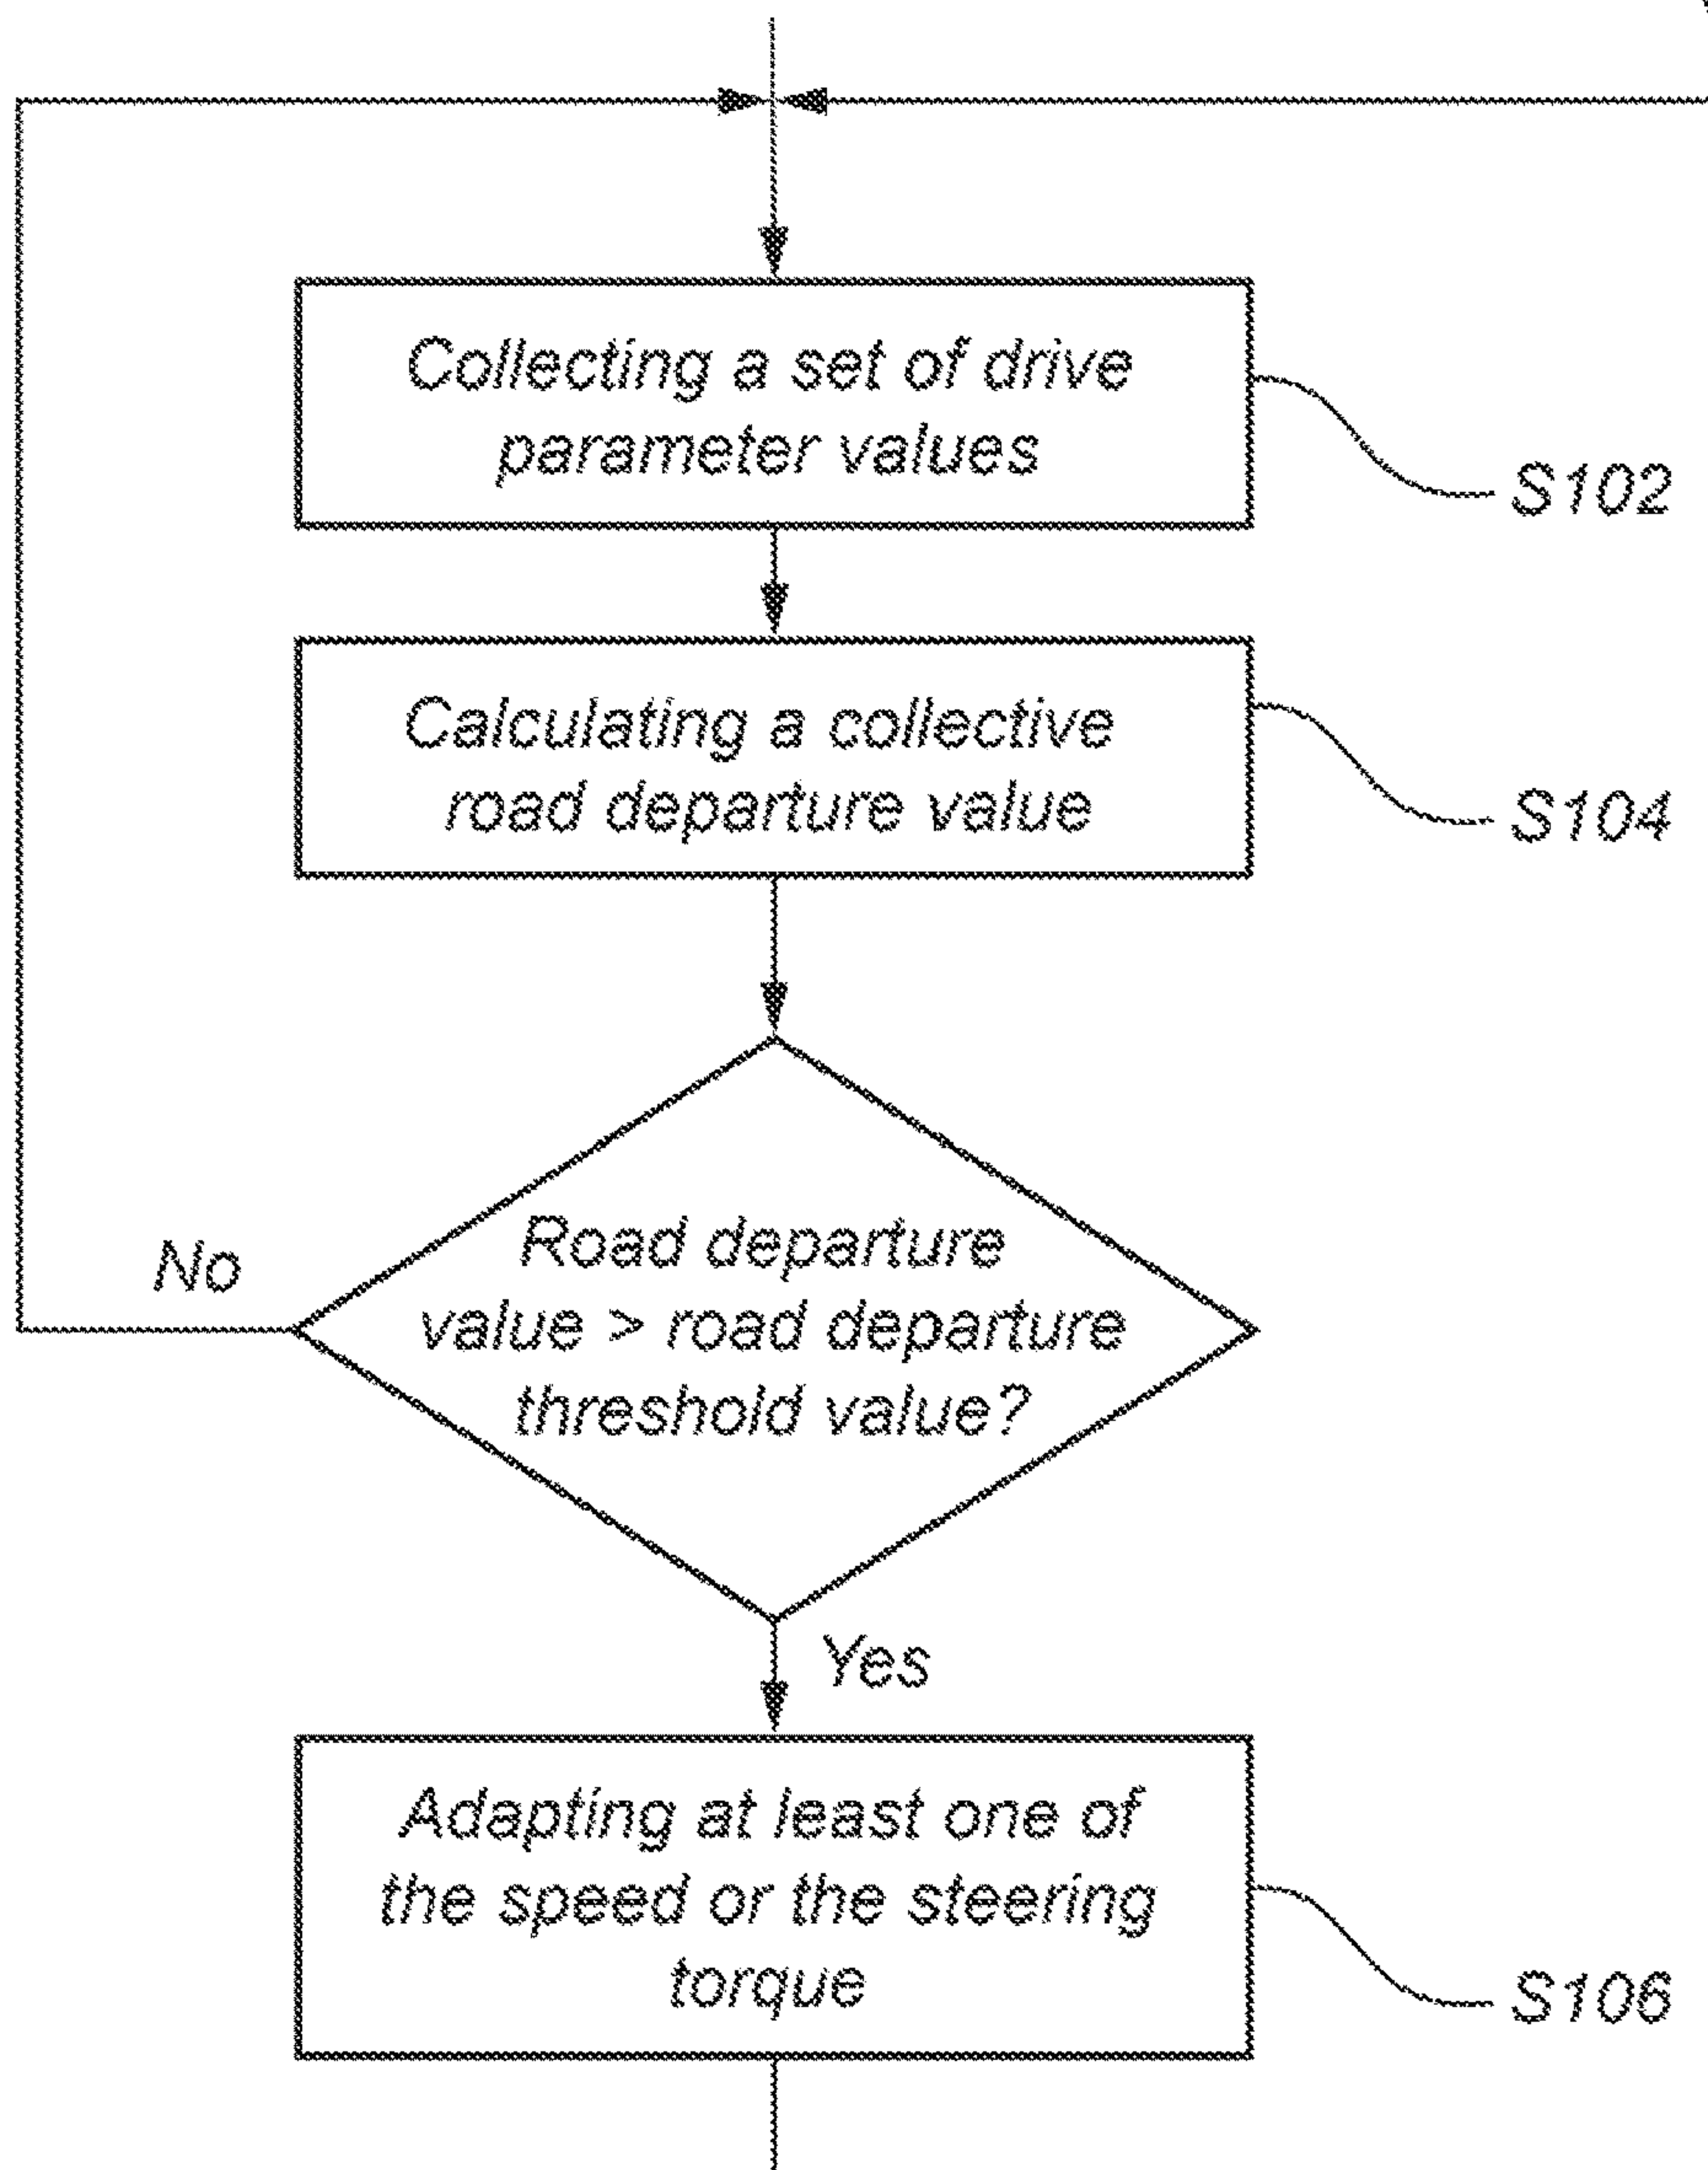 Collecting a set of drive
parameter values
S102
Calculating a collective
road departure value
S104
Road departure
value > road departure
threshold value?
No
Yes
Adapting at least one of
the speed or the steering
torque
S106